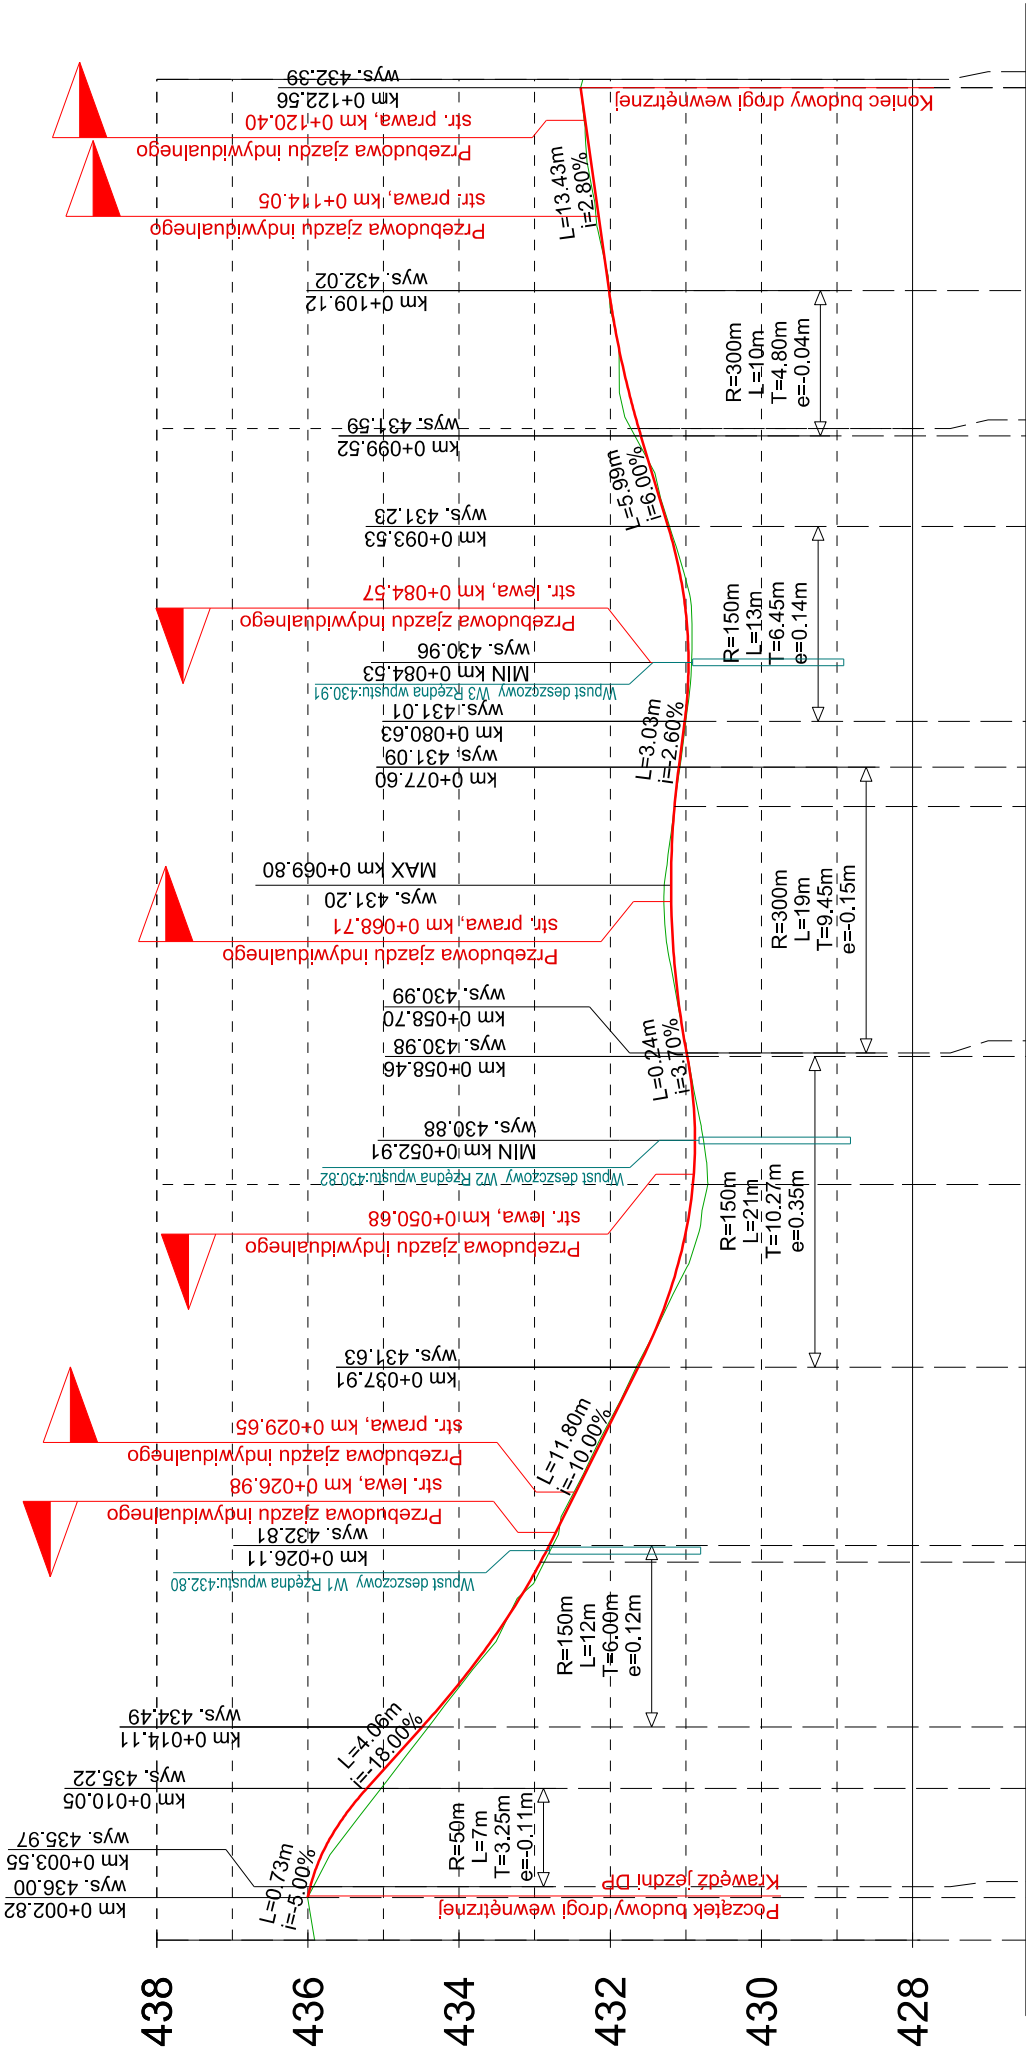 km 0+002.82
wys. 436.00
km 0+003.55
wys. 435.97
L=0.73m
i=-5.00%
Początek budowy drogi wewnętrznej
Krawędź jezdni DP
R=50m
L=7m
T=3.25m
e=-0.11m
km 0+010.05
wys. 435.22
L=4.06m
i=-18.00%
km 0+014.11
wys. 434.49
R=150m
L=12m
T=6.00m
e=0.12m
Wpust deszczowy W1 Rzędna wpustu:432.80
km 0+026.11
wys. 432.81
Przebudowa zjazdu indywidualnego
str. lewa, km 0+026.98
Przebudowa zjazdu indywidualnego
str. prawa, km 0+029.65
L=11.80m
i=-10.00%
km 0+037.91
wys. 431.63
R=150m
L=21m
T=10.27m
e=0.35m
Przebudowa zjazdu indywidualnego
str. lewa, km 0+050.68
Wpust deszczowy W2 Rzędna wpustu:430.82
MIN km 0+052.91
wys. 430.88
km 0+058.46
wys. 430.98
L=0.24m
i=3.70%
km 0+058.70
wys. 430.99
Przebudowa zjazdu indywidualnego
str. prawa, km 0+068.71
wys. 431.20
MAX km 0+069.80
R=300m
L=19m
T=9.45m
e=-0.15m
km 0+077.60
wys. 431.09
L=3.03m
i=-2.60%
km 0+080.63
wys. 431.01
Wpust deszczowy W3 Rzędna wpustu:430.91
MIN km 0+084.53
wys. 430.96
Przebudowa zjazdu indywidualnego
str. lewa, km 0+084.57
R=150m
L=13m
T=6.45m
e=0.14m
km 0+093.53
wys. 431.23
L=5.99m
i=6.00%
km 0+099.52
wys. 431.59
R=300m
L=10m
T=4.80m
e=-0.04m
km 0+109.12
wys. 432.02
L=13.43m
i=2.80%
Przebudowa zjazdu indywidualnego
str. prawa, km 0+114.05
Przebudowa zjazdu indywidualnego
str. prawa, km 0+120.40
km 0+122.56
wys. 432.39
Koniec budowy drogi wewnętrznej
438
436
434
432
430
428